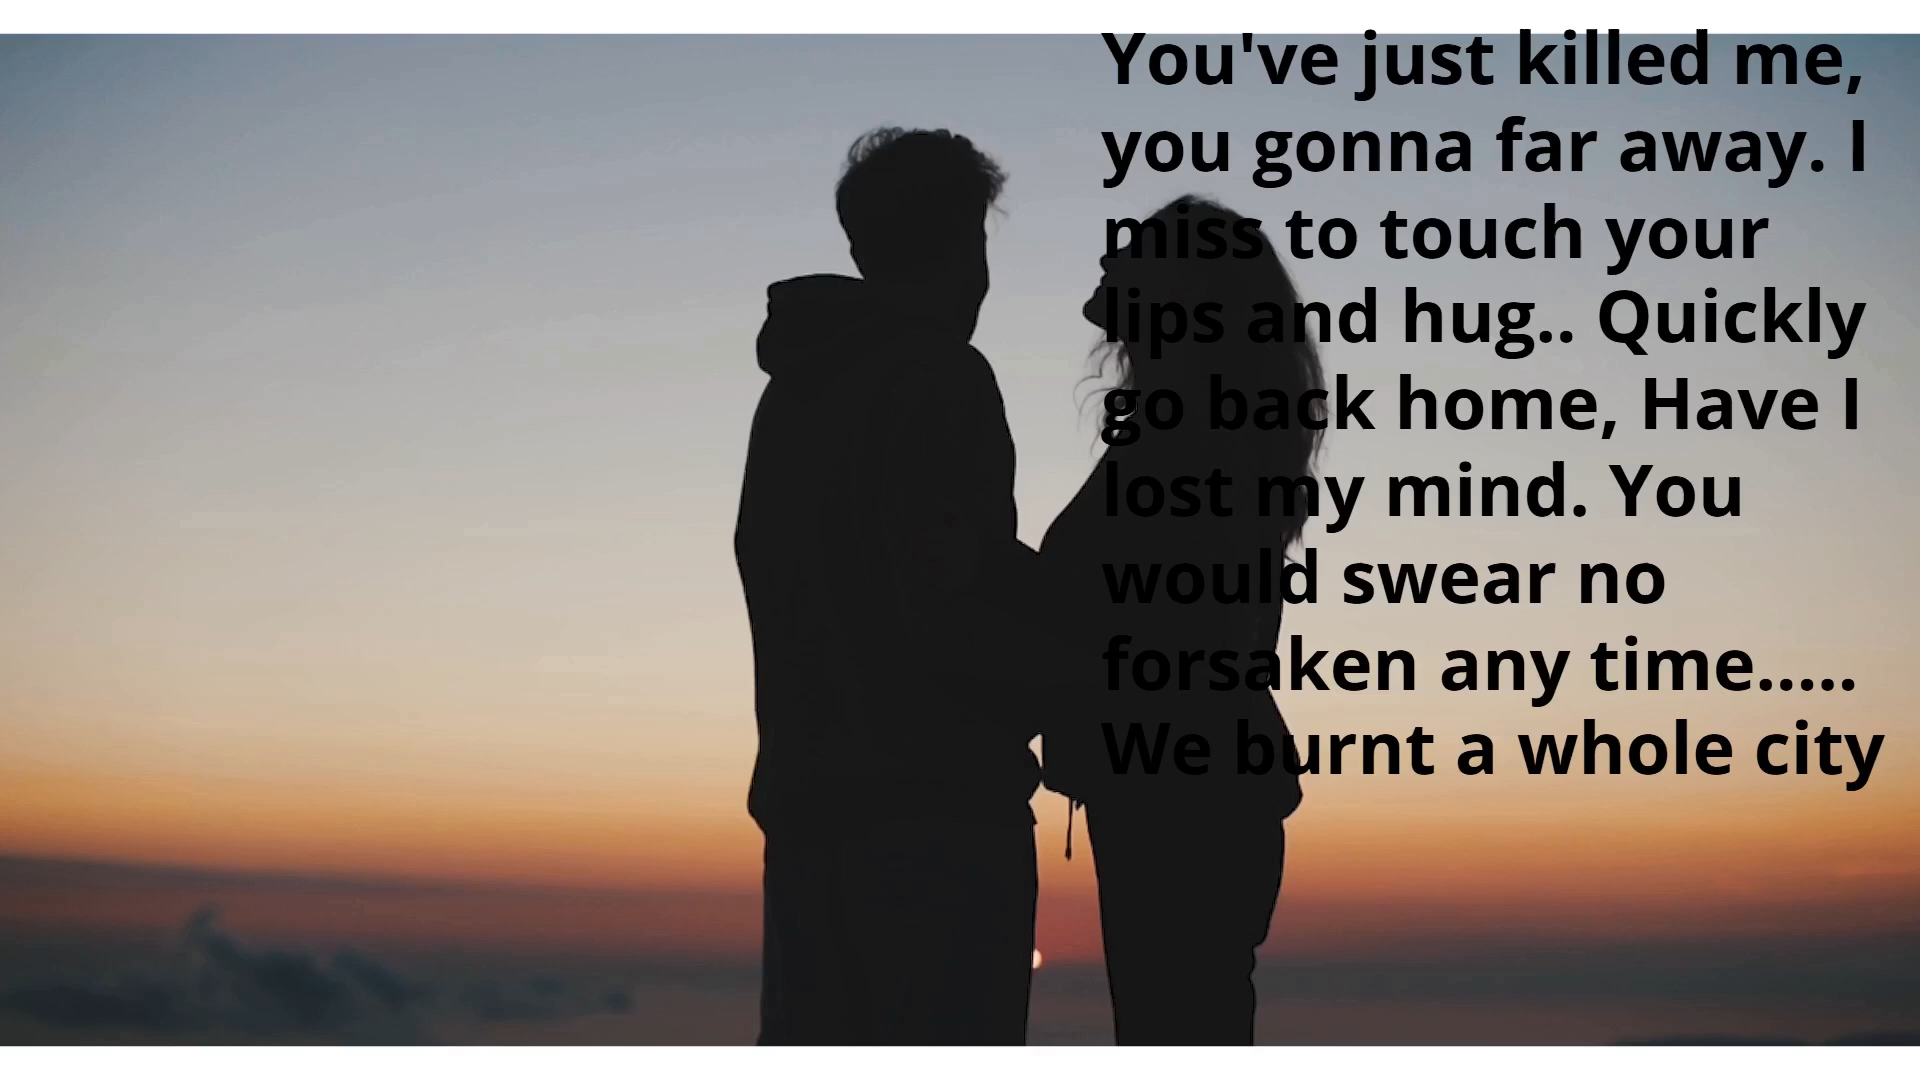 You've just killed me,
you gonna far away. I
miss to touch your
lips and hug.. Quickly
go back home, Have I
lost my mind. You
would swear no
forsaken any time.....
We burnt a whole city